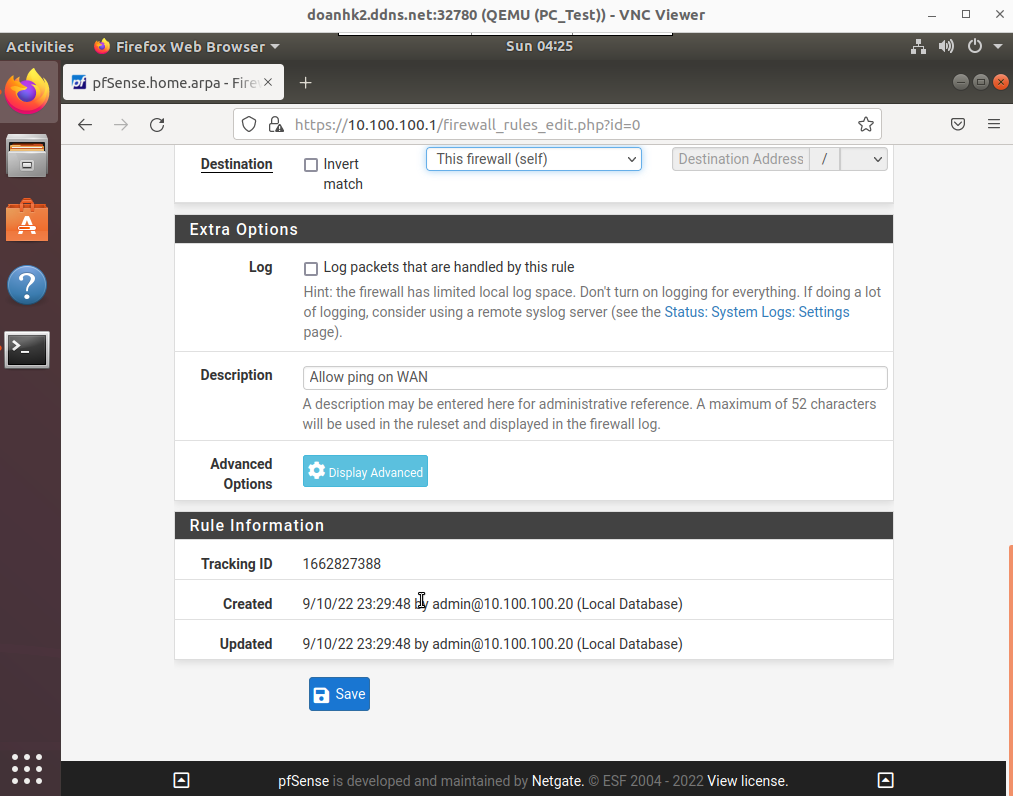 doanhk2.ddns.net:32780 (QEMU (PC_Test)) - VNC Viewer
Activities
Firefox Web Browser
Sun 04:25
pfSense.home.arpa - Fire
https://10.100.100.1/firewall_rules_edit.php?id=0
Destination
Invert match
This firewall (self)
Destination Address
/
Extra Options
Log
Log packets that are handled by this rule
Hint: the firewall has limited local log space. Don't turn on logging for everything. If doing a lot
of logging, consider using a remote syslog server (see the Status: System Logs: Settings
page).
Description
Allow ping on WAN
A description may be entered here for administrative reference. A maximum of 52 characters
will be used in the ruleset and displayed in the firewall log.
Advanced
Options
Display Advanced
Rule Information
Tracking ID
1662827388
Created
9/10/22 23:29:48 by admin@10.100.100.20 (Local Database)
Updated
9/10/22 23:29:48 by admin@10.100.100.20 (Local Database)
Save
pfSense is developed and maintained by Netgate. © ESF 2004 - 2022 View license.